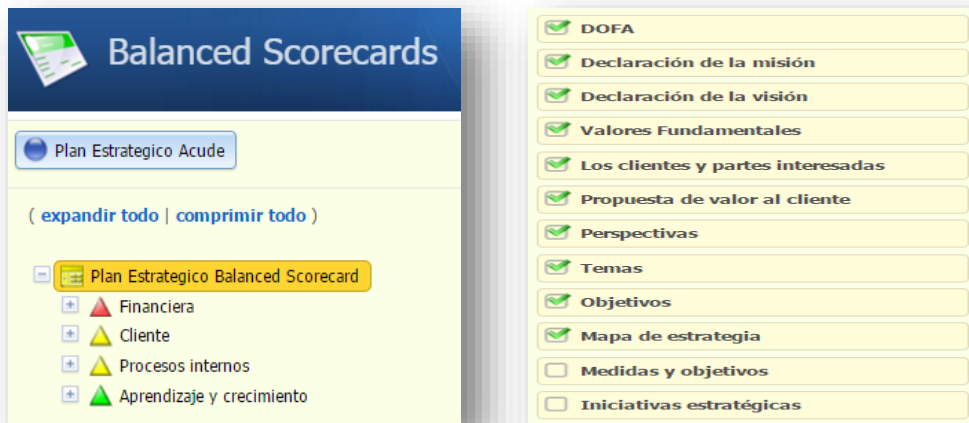 Balanced Scorecards
Plan Estrategico Acude
( expandir todo | comprimir todo )
Plan Estrategico Balanced Scorecard
Financiera
Cliente
Procesos internos
Aprendizaje y crecimiento
DOFA
Declaración de la misión
Declaración de la visión
Valores Fundamentales
Los clientes y partes interesadas
Propuesta de valor al cliente
Perspectivas
Temas
Objetivos
Mapa de estrategia
Medidas y objetivos
Iniciativas estratégicas